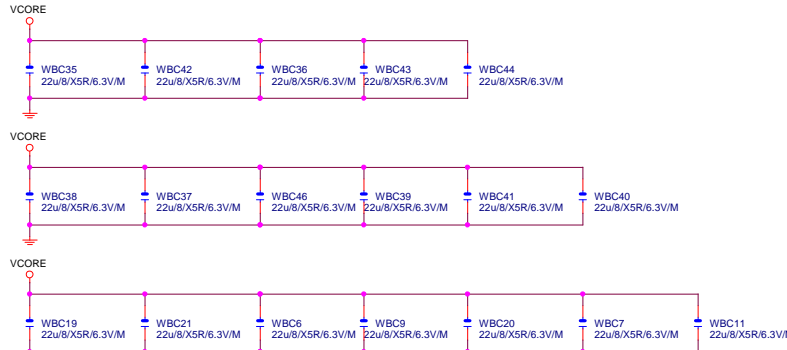 VCORE
WBC35 WBC42 WBC36 WBC43 WBC44
22u/8/X5R/6.3V/M 22u/8/X5R/6.3V/M 22u/8/X5R/6.3V/M 22u/8/X5R/6.3V/M 22u/8/X5R/6.3V/M
VCORE
WBC38 WBC37 WBC46 WBC39 WBC41 WBC40
22u/8/X5R/6.3V/M 22u/8/X5R/6.3V/M 22u/8/X5R/6.3V/M 22u/8/X5R/6.3V/M 22u/8/X5R/6.3V/M 22u/8/X5R/6.3V/M
VCORE
WBC19 WBC21 WBC6 WBC9 WBC20 WBC7 WBC11
22u/8/X5R/6.3V/M 22u/8/X5R/6.3V/M 22u/8/X5R/6.3V/M 22u/8/X5R/6.3V/M 22u/8/X5R/6.3V/M 22u/8/X5R/6.3V/M 22u/8/X5R/6.3V/M